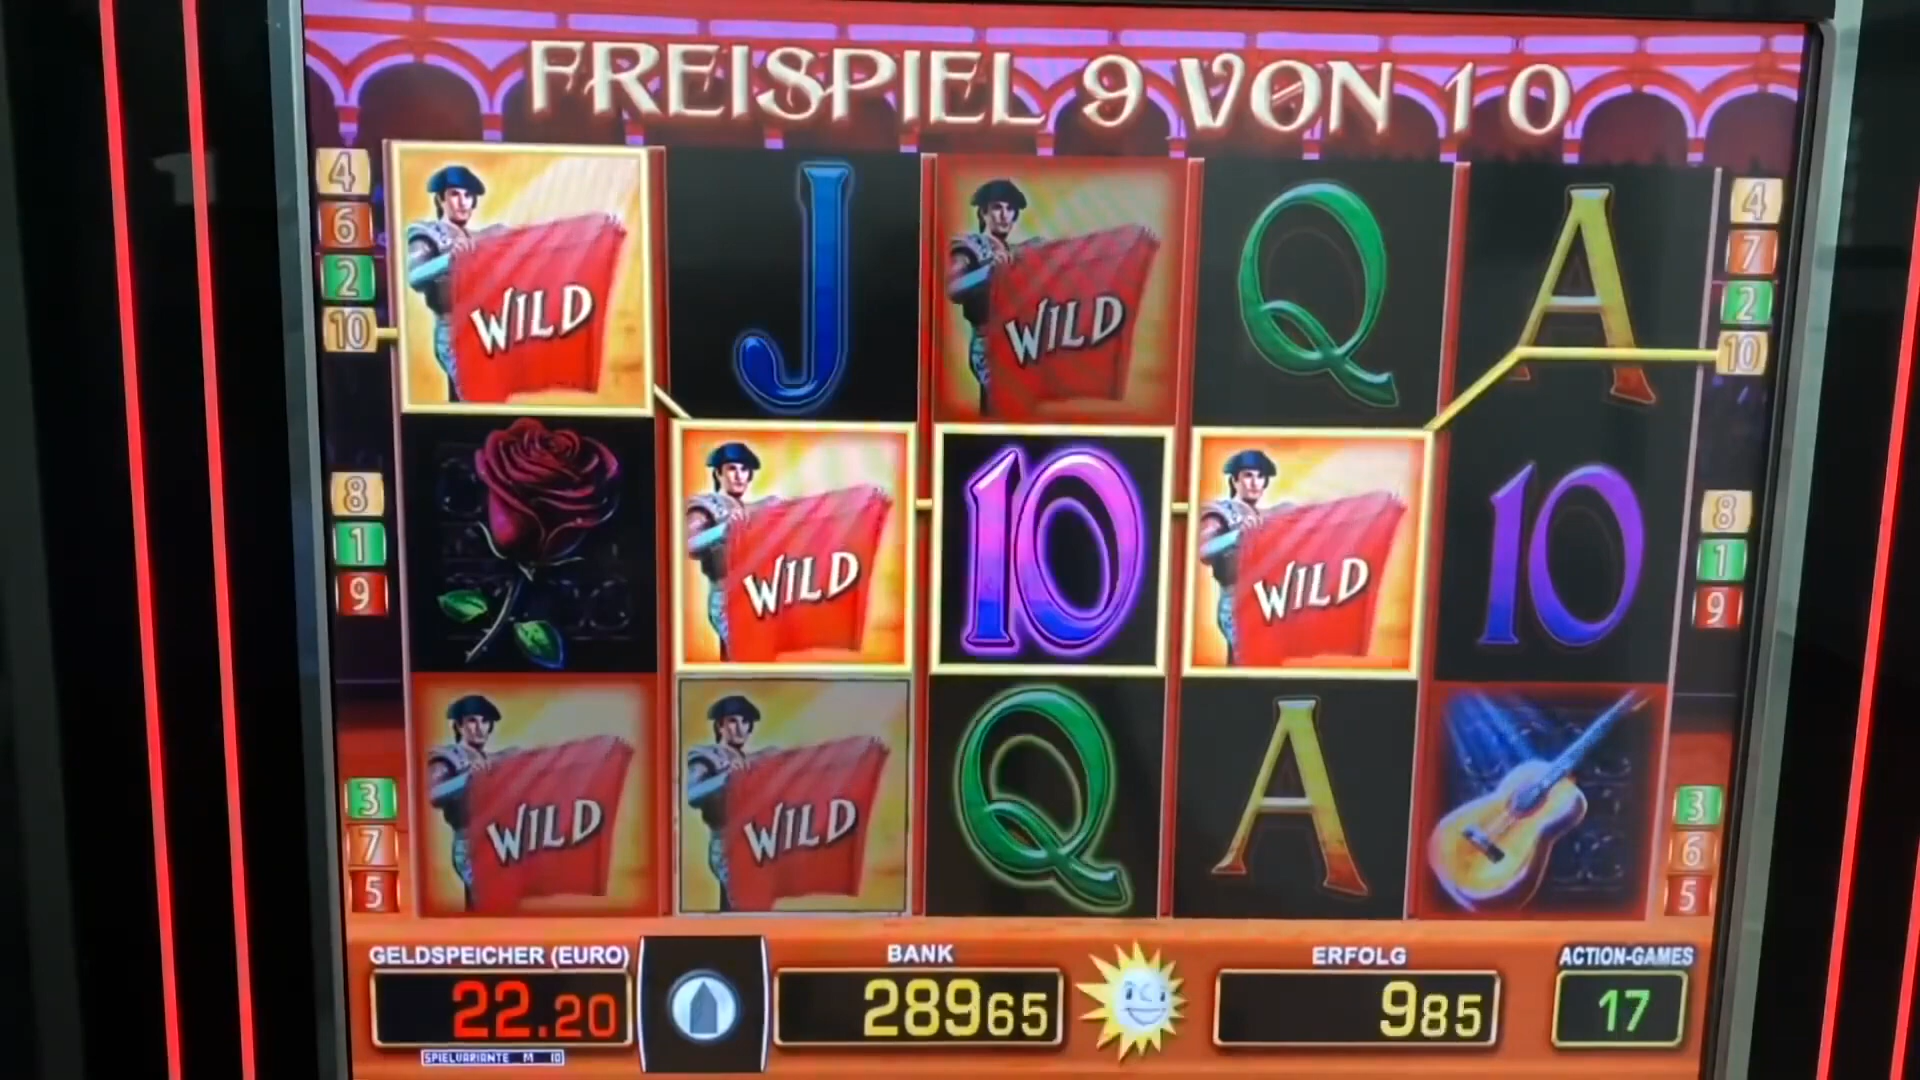 FREISPIEL 9 VON 10
4
6
2
10
4
7
2
10
WILD
J
WILD
Q
A
8
1
9
8
1
9
WILD
10
WILD
10
3
7
5
3
6
5
WILD
WILD
Q
A
GELDSPEICHER (EURO)
BANK
ERFOLG
ACTION-GAMES
22.20
28965
985
17
SPIELVARIANTE M 10